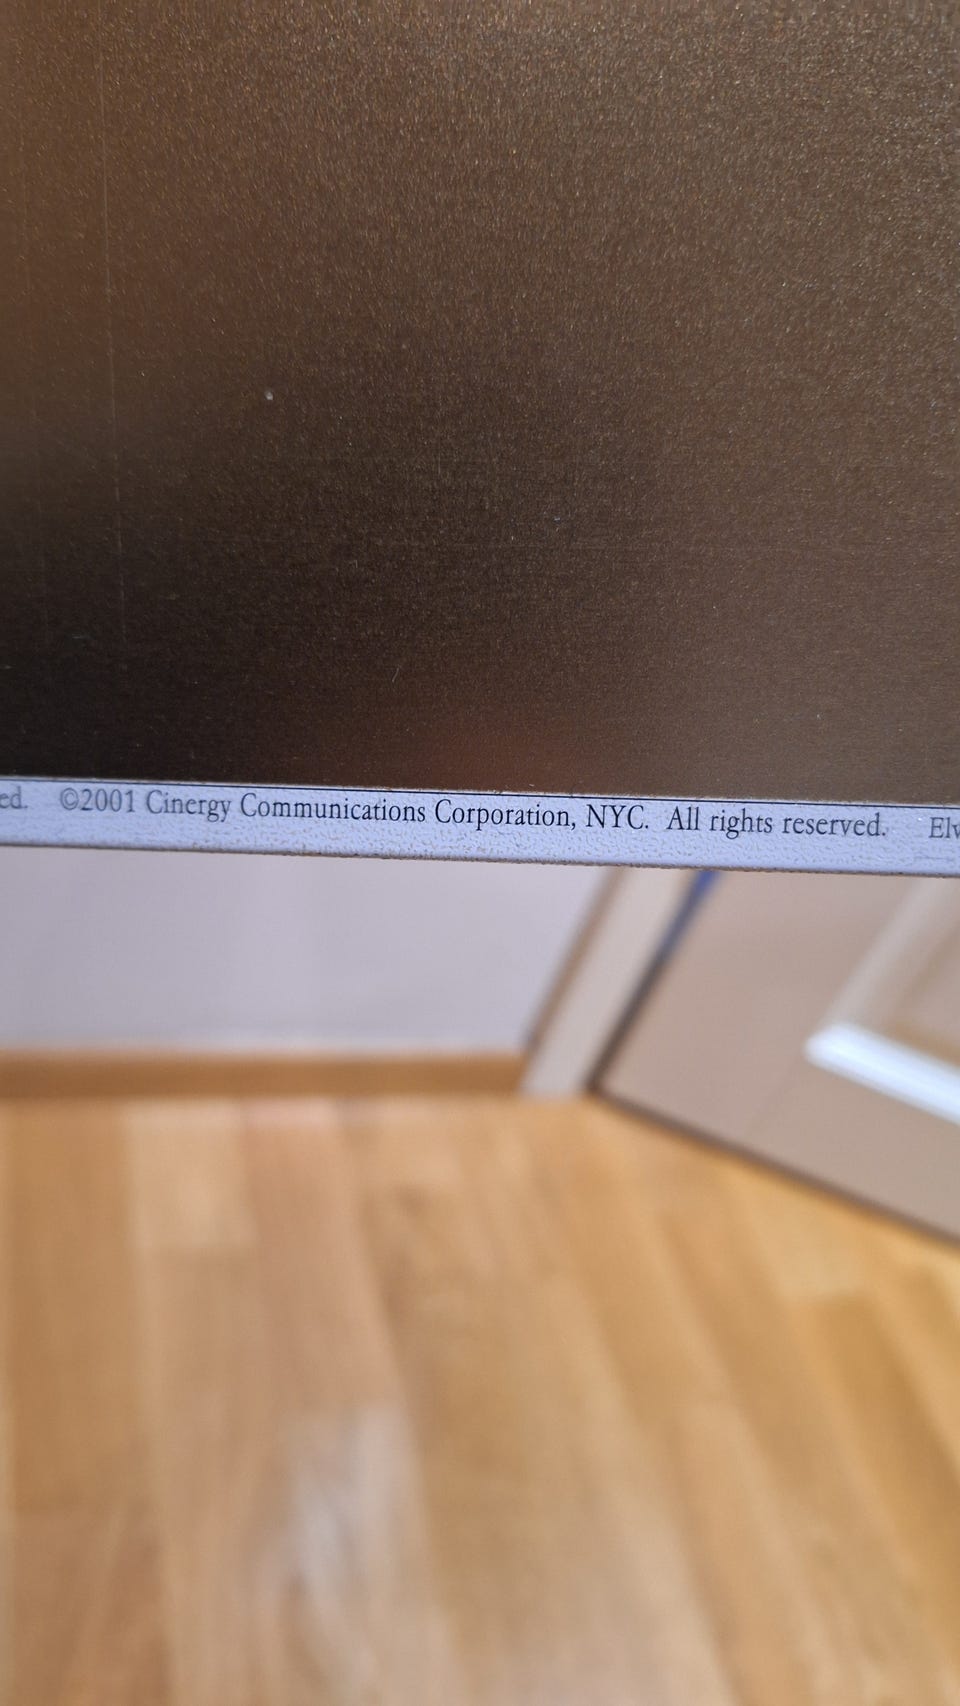 ed. ©2001 Cinergy Communications Corporation, NYC. All rights reserved. Elv